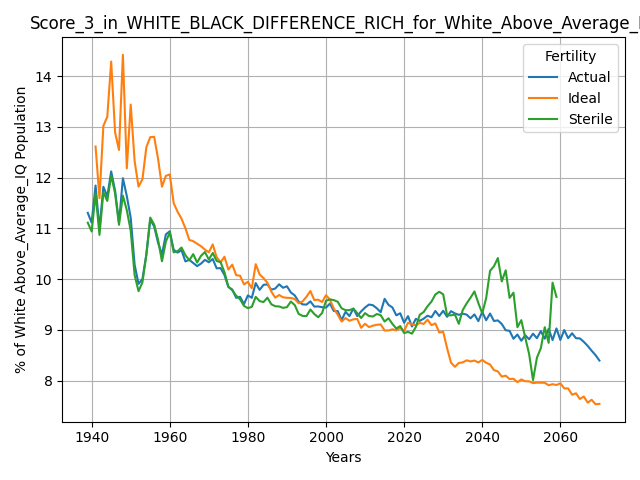 Score_3_in_WHITE_BLACK_DIFFERENCE_RICH_for_White_Above_Average_I
Fertility
Actual
Ideal
Sterile
% of White Above_Average_IQ Population
14
13
12
11
10
9
8
1940 1960 1980 2000 2020 2040 2060
Years